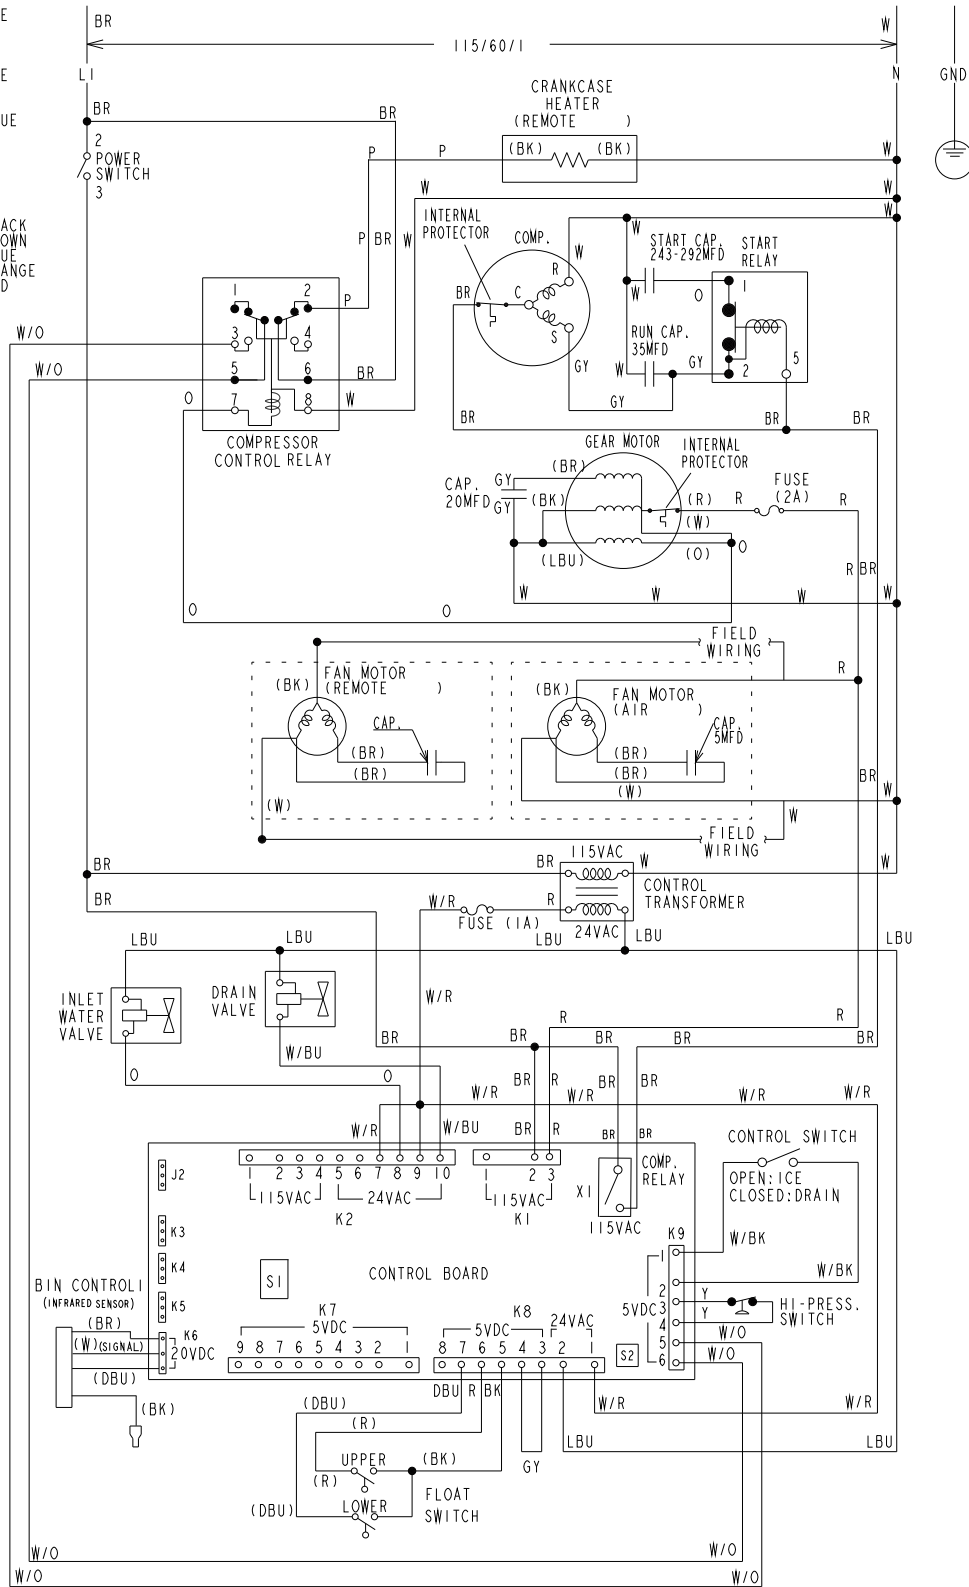 E
BR
W
115/60/1
E
L1
N
GND
UE
BR
BR
CRANKCASE
HEATER
(REMOTE )
(BK)
(BK)
P
P
W
2
POWER
SWITCH
3
W
W
W
ACK
OWN
UE
ANGE
D
P
BR
W
INTERNAL
PROTECTOR
COMP.
W
W
START CAP.
243-292MFD
START
RELAY
R
C
S
BR
W
O
1
RUN CAP.
35MFD
W
GY
GY
2
5
GY
1
2
P
3
4
5
6
BR
7
8
W
W/O
W/O
O
COMPRESSOR
CONTROL RELAY
BR
BR
BR
GEAR MOTOR
INTERNAL
PROTECTOR
CAP.
20MFD
GY
GY
(BR)
(BK)
(R)
R
FUSE
(2A)
R
(W)
(LBU)
(O)
O
R
BR
W
W
W
O
O
FIELD
WIRING
R
FAN MOTOR
(REMOTE )
(BK)
CAP.
(BR)
(BR)
(W)
(BK)
FAN MOTOR
(AIR )
CAP.
5MFD
(BR)
(BR)
(W)
BR
W
W
FIELD
WIRING
BR
BR
115VAC
W
W
BR
CONTROL
TRANSFORMER
W/R
R
FUSE (1A)
24VAC
LBU
LBU
LBU
LBU
LBU
INLET
WATER
VALVE
DRAIN
VALVE
W/R
W/BU
R
R
BR
BR
BR
BR
BR
O
O
BR
R
BR
BR
W/R
W/R
W/R
W/R
W/R
W/BU
BR
R
BR
BR
CONTROL SWITCH
J2
1
2
3
4
5
6
7
8
9
10
115VAC
24VAC
K2
1
2
3
115VAC
K1
X1
COMP.
RELAY
115VAC
OPEN:ICE
CLOSED:DRAIN
K3
K4
K5
S1
CONTROL BOARD
K9
1
2
3
4
5
6
5VDC
W/BK
W/BK
Y
Y
HI-PRESS.
SWITCH
W/O
W/O
BIN CONTROL1
(INFRARED SENSOR)
(BR)
(W)
(SIGNAL)
(DBU)
(BK)
K6
20VDC
K7
5VDC
9 8 7 6 5 4 3 2 1
K8
5VDC
24VAC
8 7 6 5 4 3 2 1
S2
DBU
R
BK
(DBU)
(R)
W/R
W/R
UPPER
(BK)
(R)
GY
LBU
LBU
(DBU)
LOWER
FLOAT
SWITCH
W/O
W/O
W/O
W/O